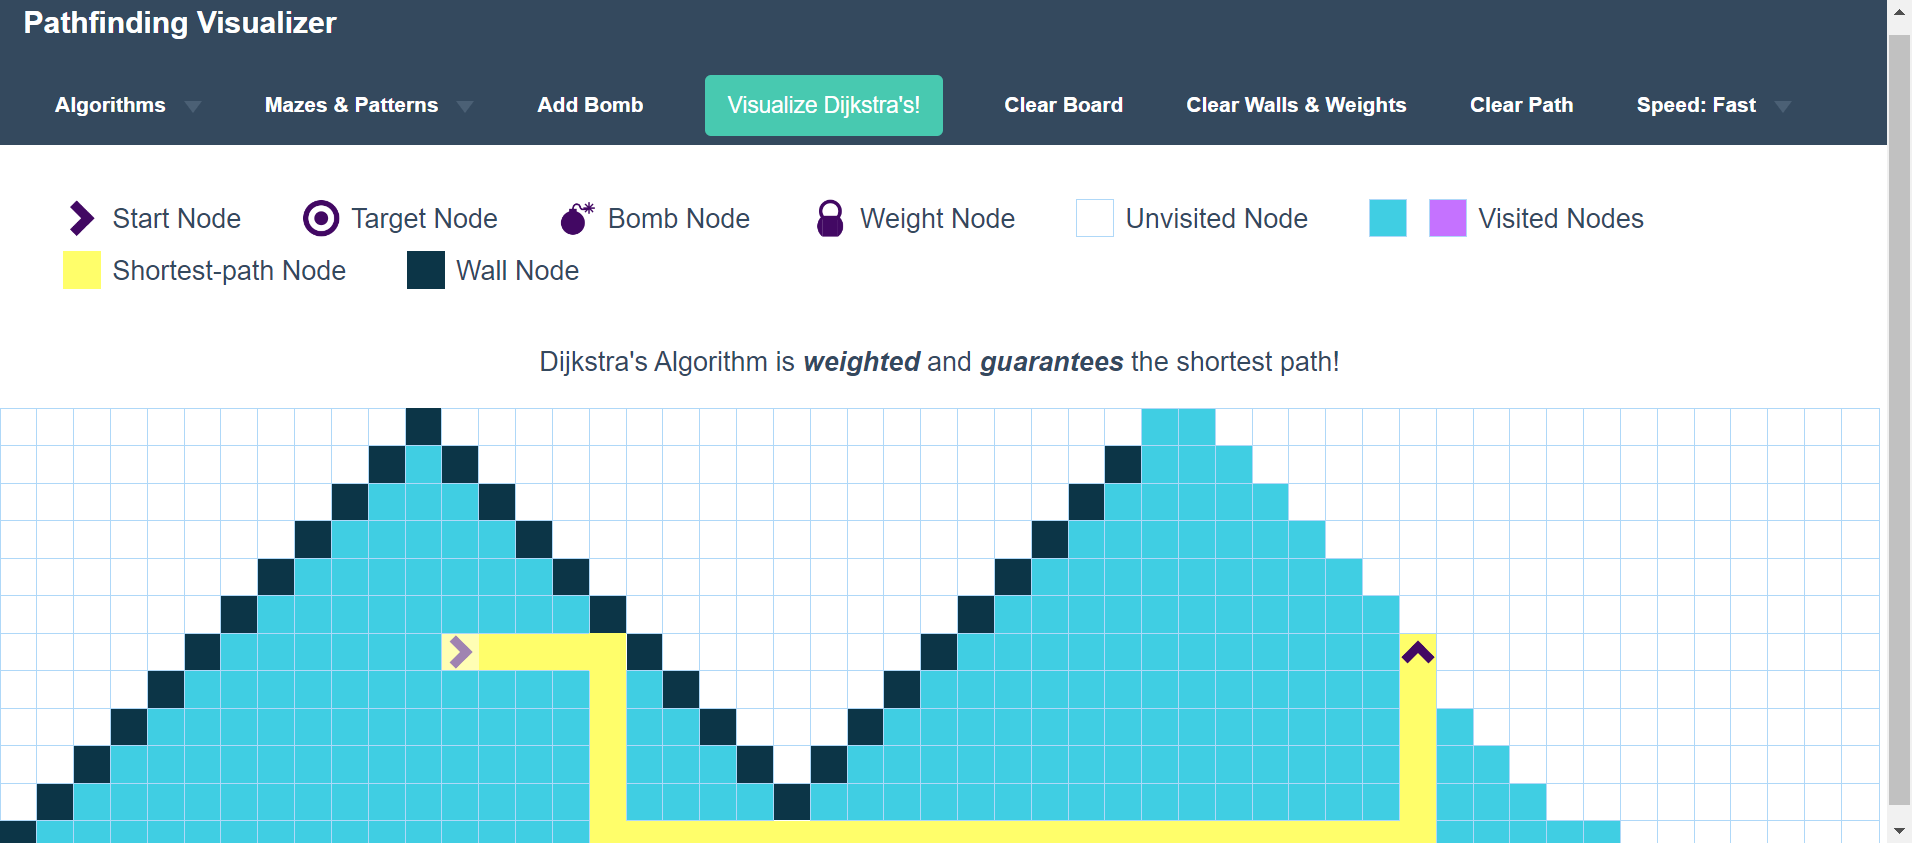 Pathfinding Visualizer
Algorithms Mazes & Patterns Add Bomb Visualize Dijkstra's! Clear Board Clear Walls & Weights Clear Path Speed: Fast
Start Node Target Node Bomb Node Weight Node Unvisited Node Visited Nodes
Shortest-path Node Wall Node
Dijkstra's Algorithm is weighted and guarantees the shortest path!